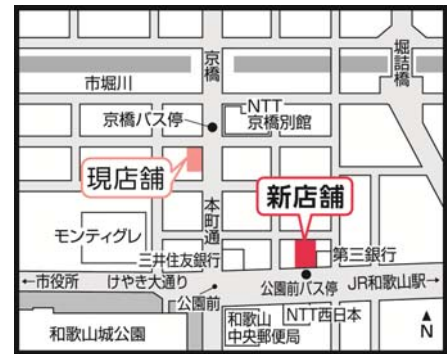 京橋
堀詰橋
市堀川
NTT
京橋別館
京橋バス停
現店舗
本町通
新店舗
モンティグレ
三井住友銀行
第三銀行
←市役所
けやき大通り
公園前バス停
JR和歌山駅→
公園前
和歌山
中央郵便局
NTT西日本
和歌山城公園
N